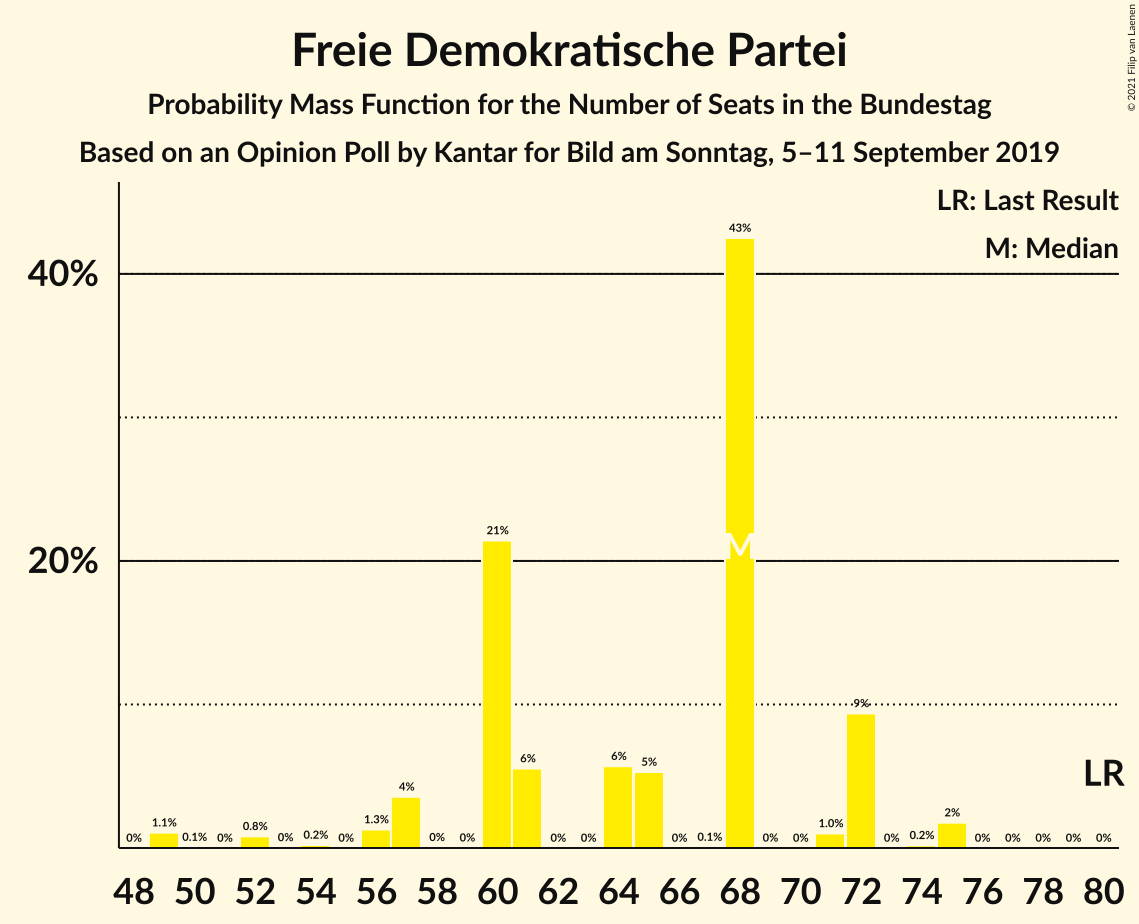 Freie Demokratische Partei
Probability Mass Function for the Number of Seats in the Bundestag
Based on an Opinion Poll by Kantar for Bild am Sonntag, 5–11 September 2019
© 2021 Filip van Laenen
LR: Last Result
M: Median
43%
40%
21%
M
20%
9%
6% 6% 5%
LR
4%
0% 1.1% 0.1% 0% 0.8% 0% 0.2% 0% 1.3% 0% 0% 0% 0% 0% 0.1% 0% 0% 1.0% 0% 0.2% 2% 0% 0% 0% 0% 0%
48 50 52 54 56 58 60 62 64 66 68 70 72 74 76 78 80